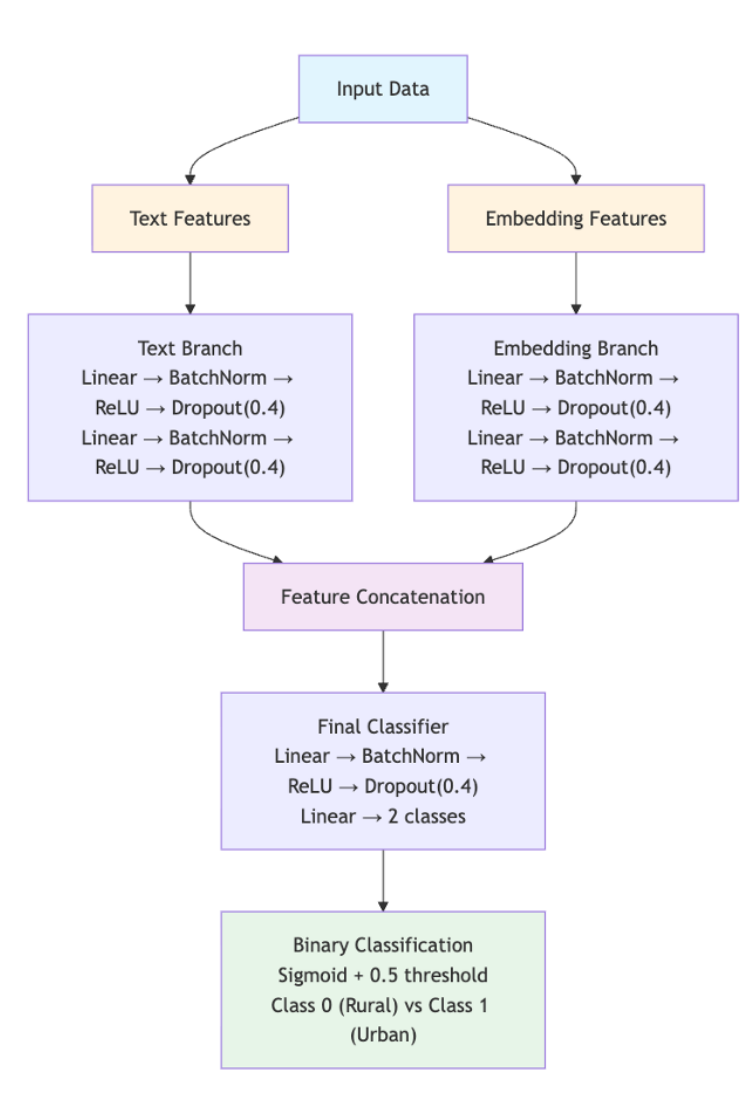 Input Data
Text Features
Embedding Features
Text Branch
Linear → BatchNorm →
ReLU → Dropout(0.4)
Linear → BatchNorm →
ReLU → Dropout(0.4)
Embedding Branch
Linear → BatchNorm →
ReLU → Dropout(0.4)
Linear → BatchNorm →
ReLU → Dropout(0.4)
Feature Concatenation
Final Classifier
Linear → BatchNorm →
ReLU → Dropout(0.4)
Linear → 2 classes
Binary Classification
Sigmoid + 0.5 threshold
Class 0 (Rural) vs Class 1
(Urban)